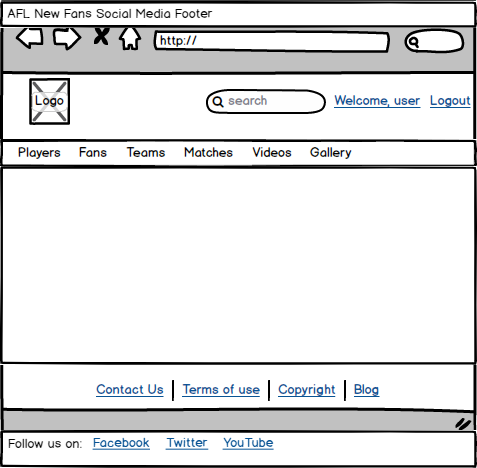 AFL New Fans Social Media Footer
http://
Logo
search
Welcome, user Logout
Players Fans Teams Matches Videos Gallery
Contact Us Terms of use Copyright Blog
Follow us on: Facebook Twitter YouTube